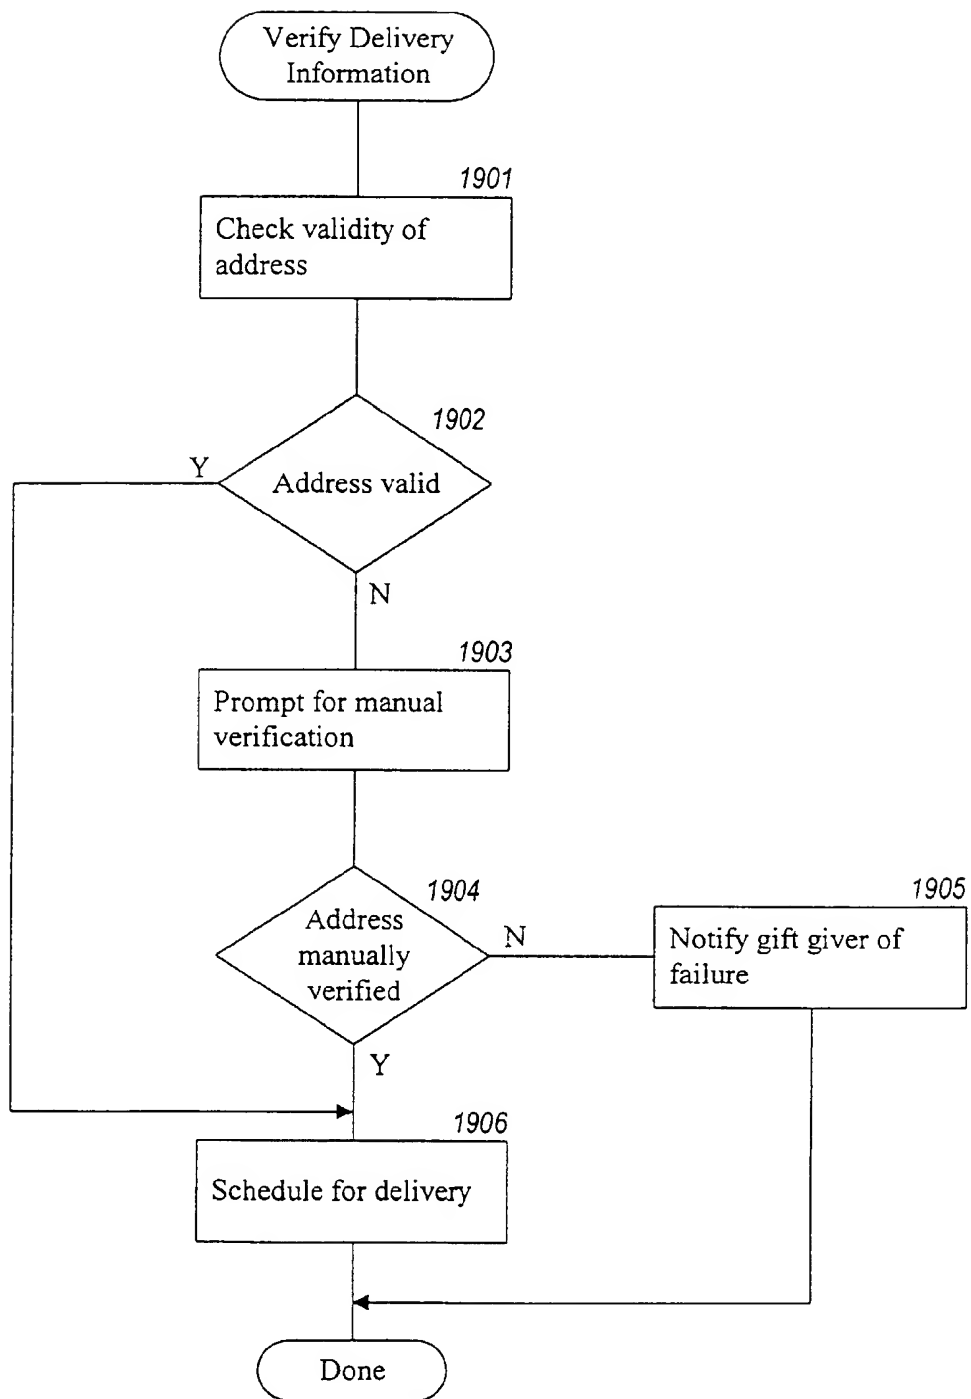 Verify Delivery
Information
1901
Check validity of
address
1902
Y
Address valid
N
1903
Prompt for manual
verification
1904
Address
manually
verified
N
1905
Notify gift giver of
failure
Y
1906
Schedule for delivery
Done